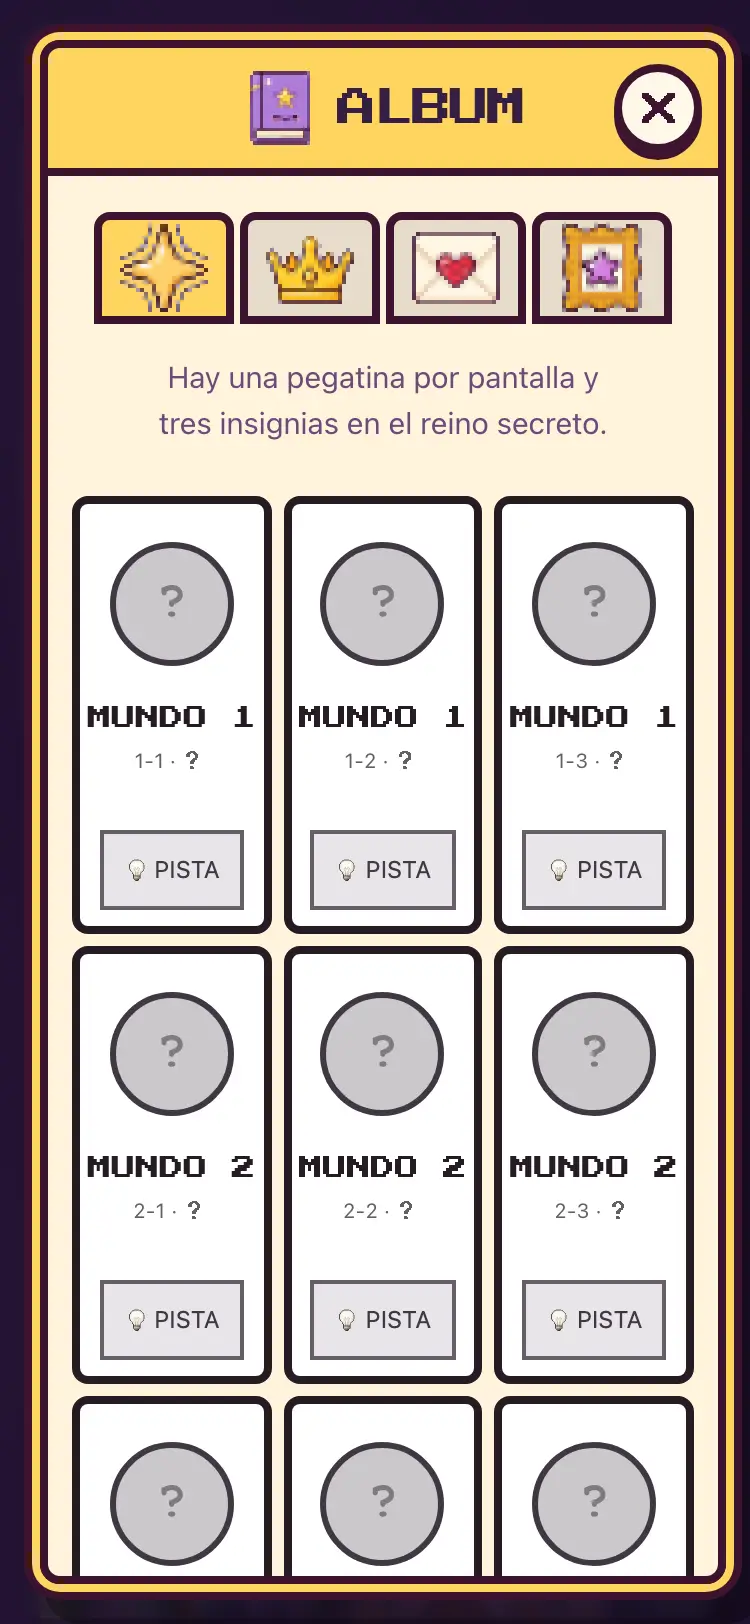 ALBUM
Hay una pegatina por pantalla y
tres insignias en el reino secreto.
? ? ?
MUNDO 1 MUNDO 1 MUNDO 1
1-1 · ? 1-2 · ? 1-3 · ?
PISTA PISTA PISTA
? ? ?
MUNDO 2 MUNDO 2 MUNDO 2
2-1 · ? 2-2 · ? 2-3 · ?
PISTA PISTA PISTA
? ? ?